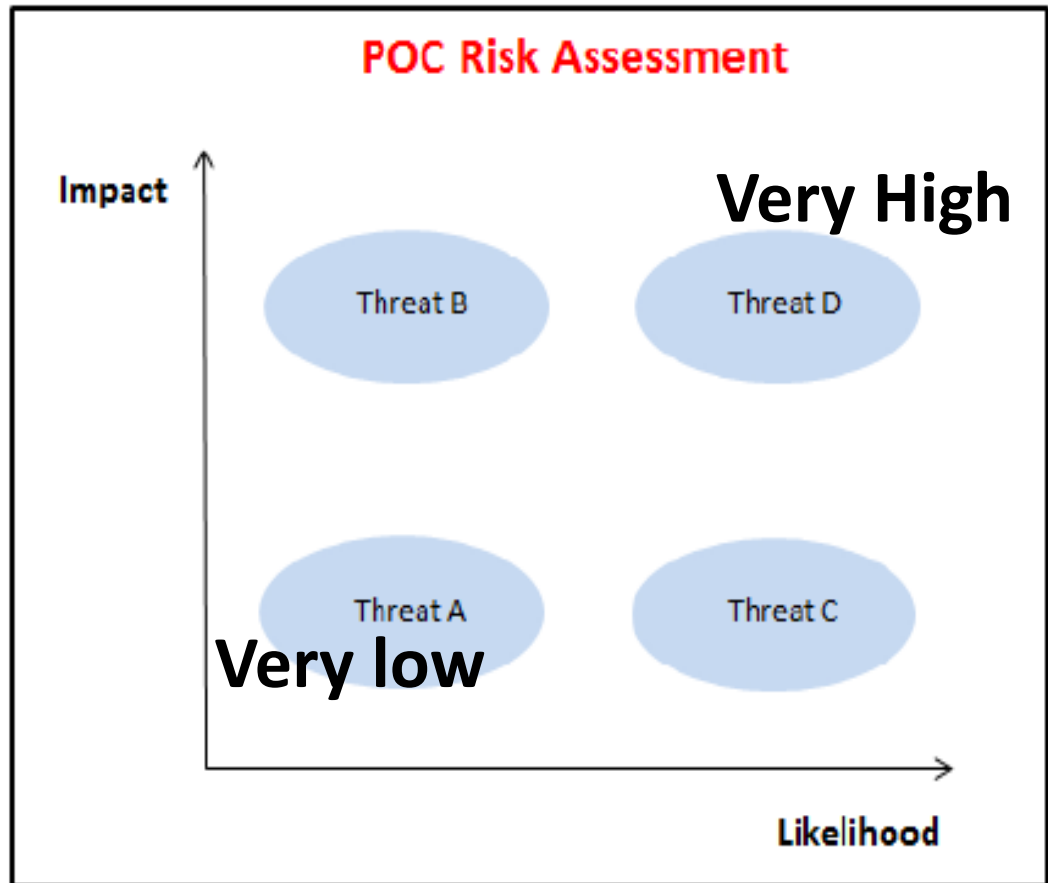 POC Risk Assessment
Impact
Very High
Threat B
Threat D
Threat A
Threat C
Very low
Likelihood